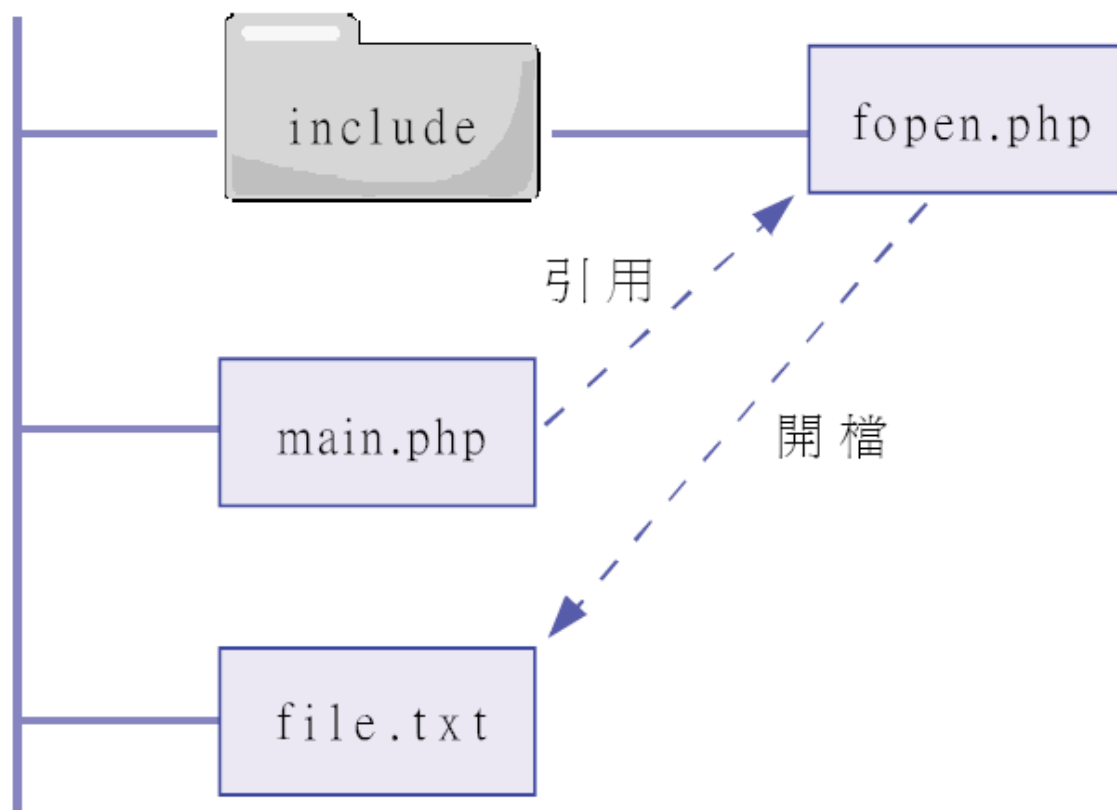 include
fopen.php
引用
main.php
開檔
file.txt